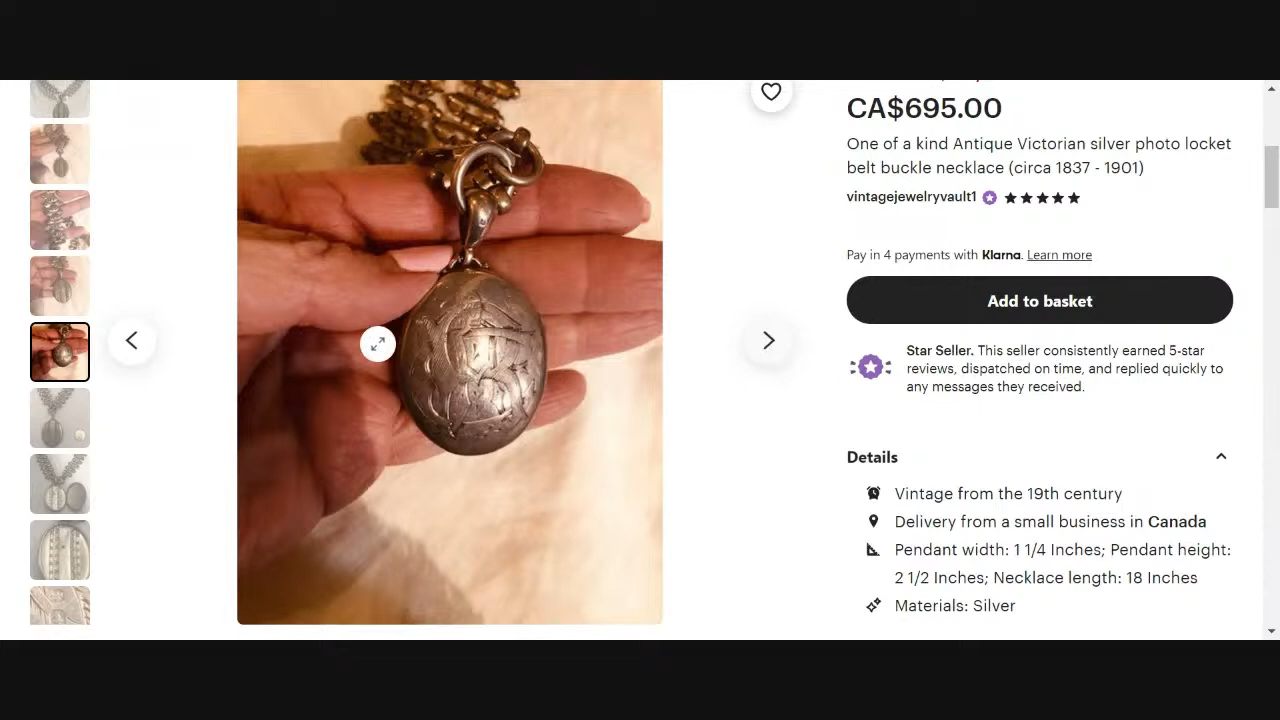 CA$695.00
One of a kind Antique Victorian silver photo locket
belt buckle necklace (circa 1837 - 1901)
vintagejewelryvault1
Pay in 4 payments with Klarna. Learn more
Add to basket
Star Seller. This seller consistently earned 5-star
reviews, dispatched on time, and replied quickly to
any messages they received.
Details
Vintage from the 19th century
Delivery from a small business in Canada
Pendant width: 1 1/4 Inches; Pendant height:
2 1/2 Inches; Necklace length: 18 Inches
Materials: Silver